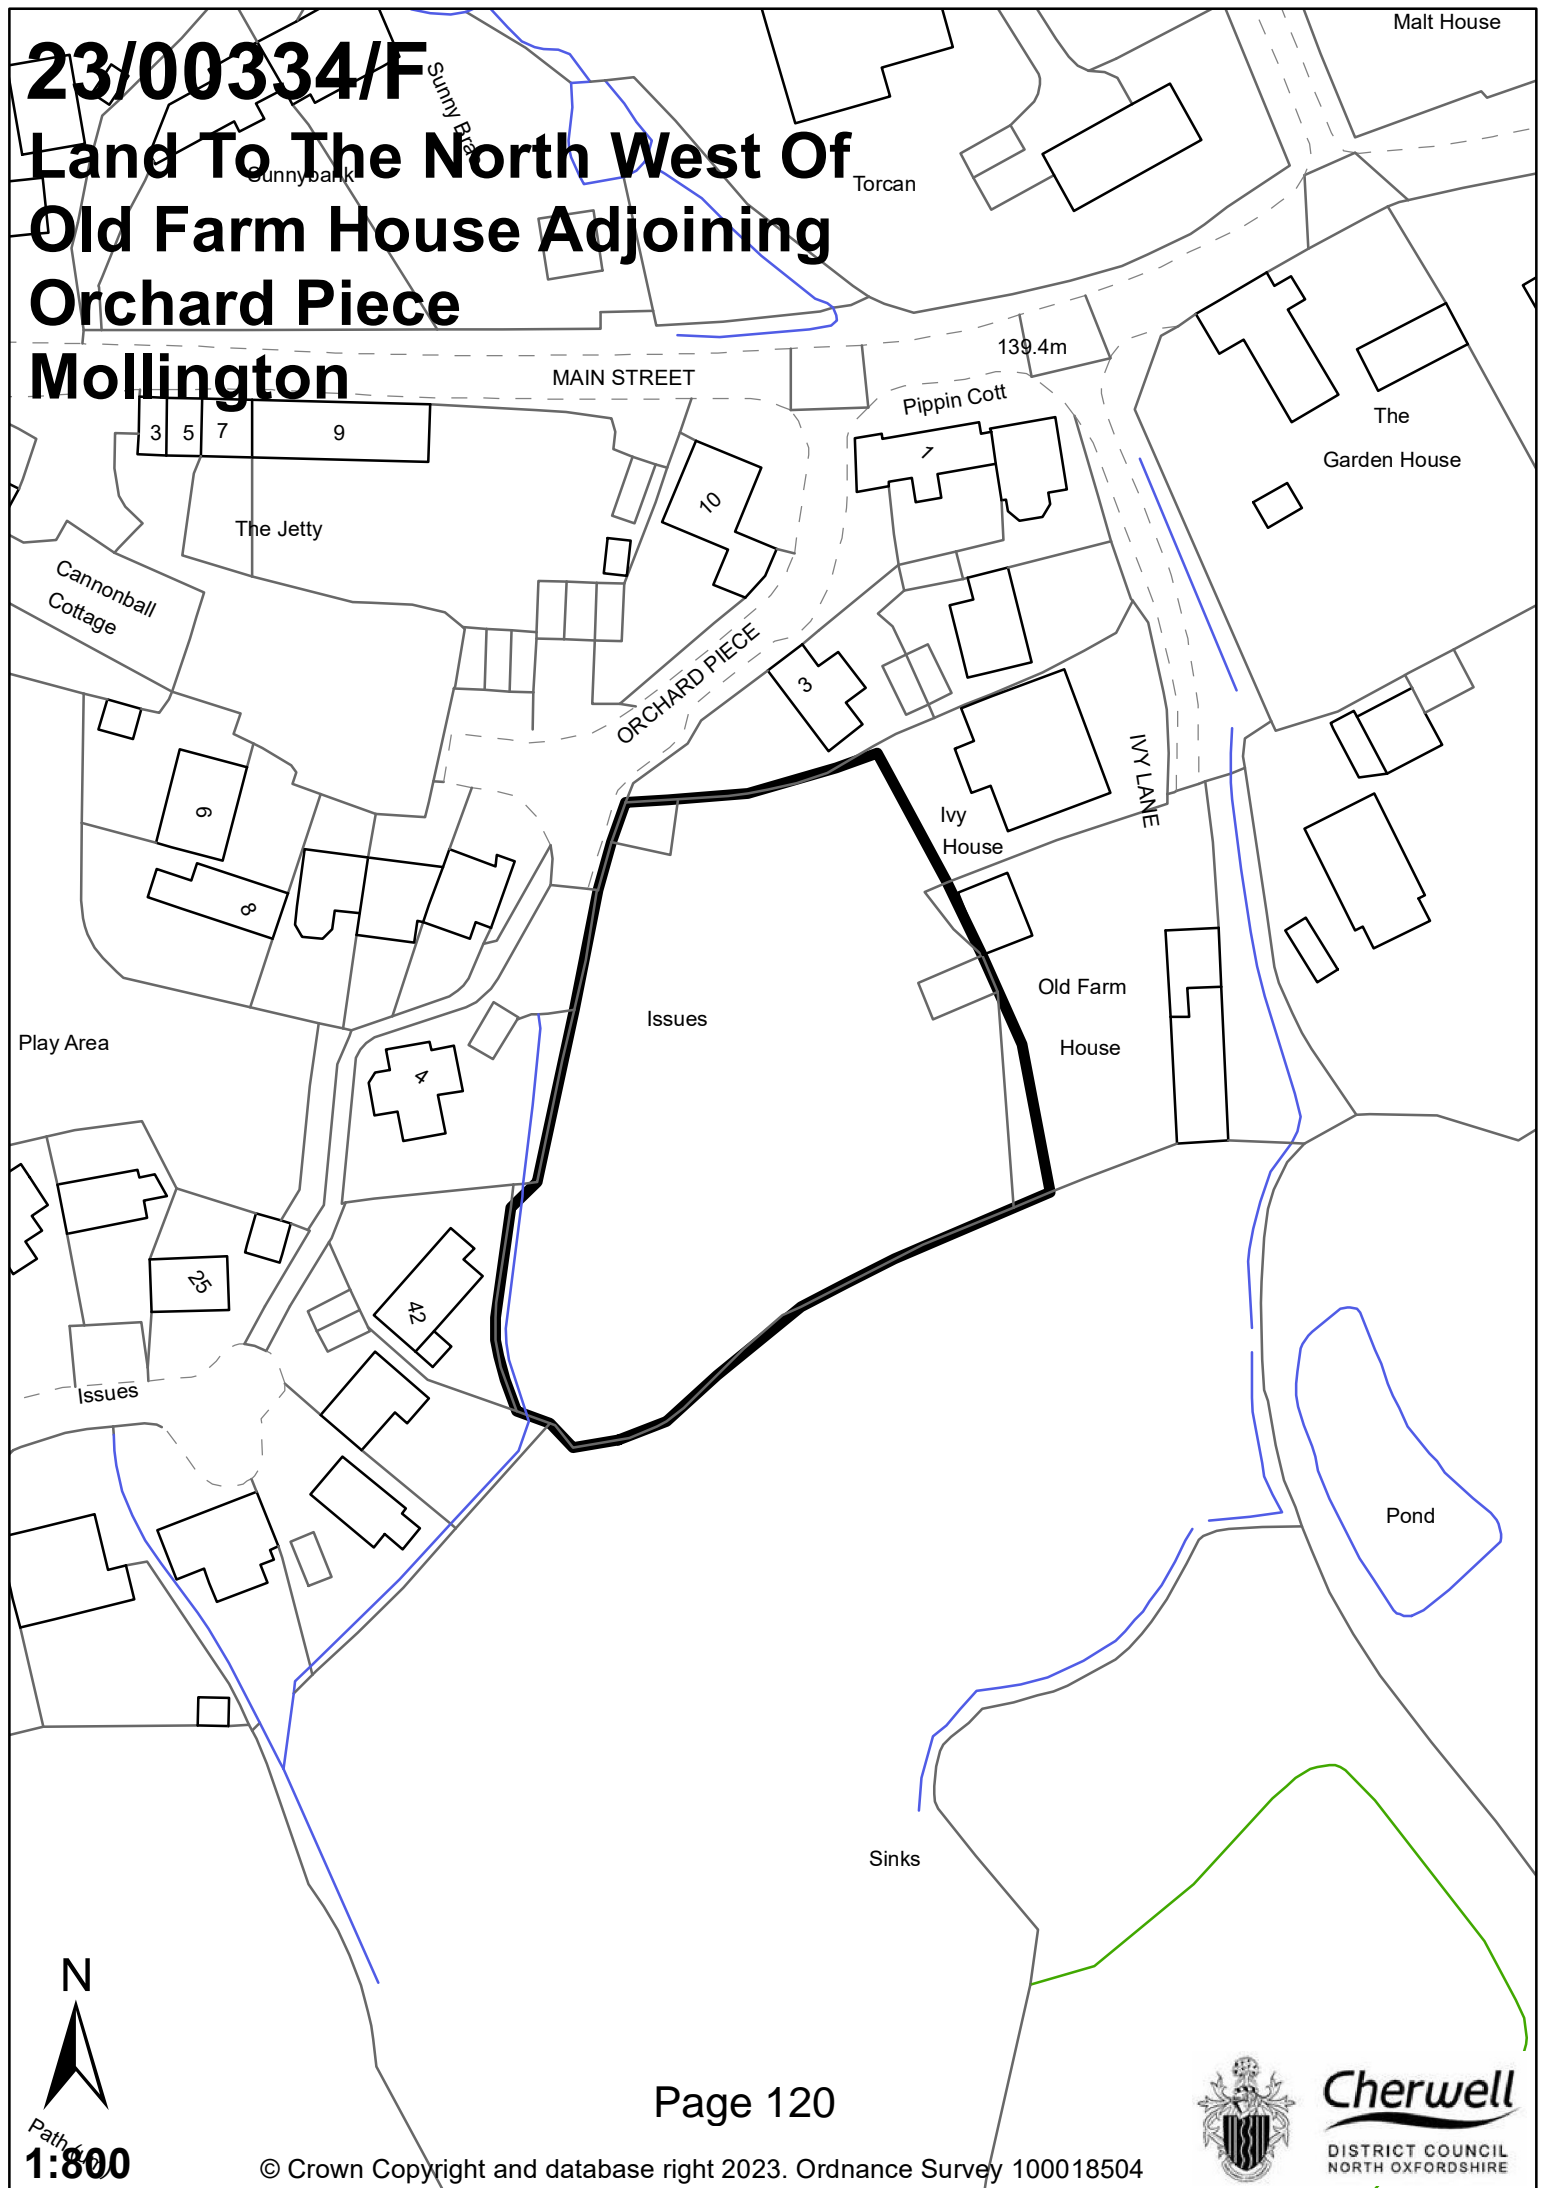 23/00334/F
Land To The North West Of
Old Farm House Adjoining
Orchard Piece
Mollington
Malt House
Sunnybank
Torcan
139.4m
MAIN STREET
Pippin Cott
1
The
Garden House
3
5
7
9
10
The Jetty
Cannonball
Cottage
ORCHARD PIECE
3
IVY LANE
6
Ivy
House
8
Old Farm
House
Issues
Play Area
4
25
42
Issues
Pond
Sinks
N
Page 120
1:800
© Crown Copyright and database right 2023. Ordnance Survey 100018504
Cherwell
DISTRICT COUNCIL
NORTH OXFORDSHIRE
Sunny
Path